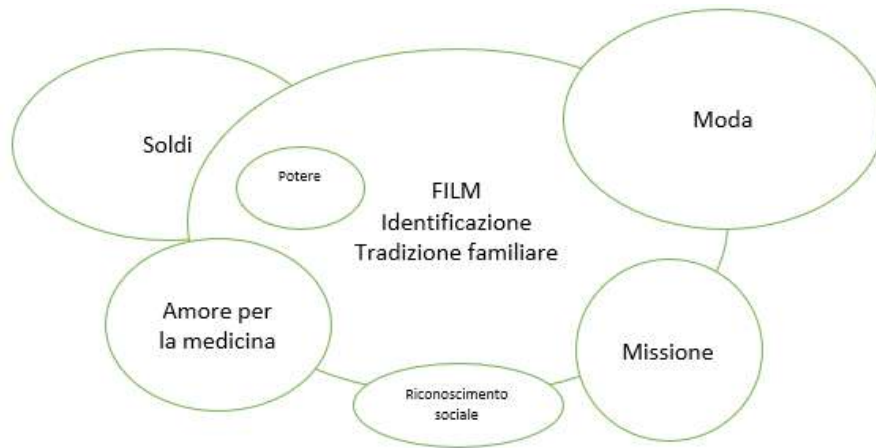 Soldi
Moda
Potere
FILM
Identificazione
Tradizione familiare
Amore per
la medicina
Missione
Riconoscimento
sociale